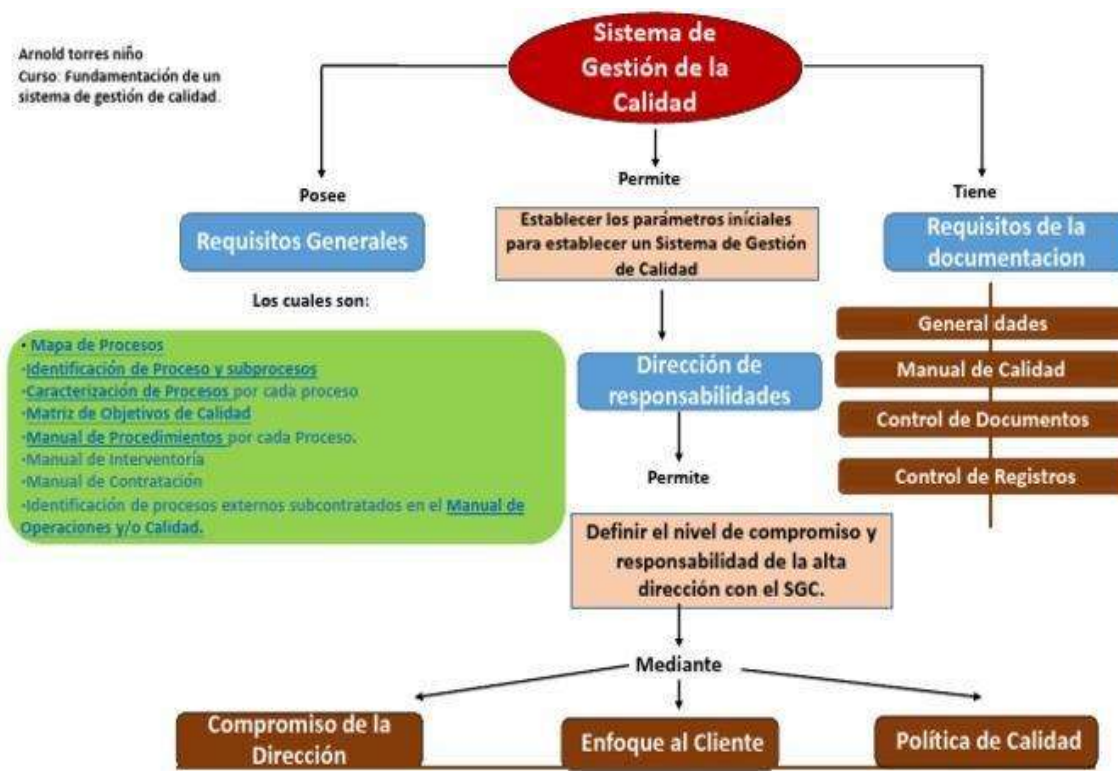 Arnold torres niño
Curso: Fundamentación de un
sistema de gestión de calidad.
Sistema de
Gestión de la
Calidad
Posee
Permite
Tiene
Requisitos Generales
Establecer los parámetros iníciales
para establecer un Sistema de Gestión
de Calidad
Requisitos de la
documentacion
Los cuales son:
• Mapa de Procesos
•Identificación de Proceso y subprocesos
•Caracterización de Procesos por cada proceso
•Matriz de Objetivos de Calidad
•Manual de Procedimientos por cada Proceso.
•Manual de Interventoría
•Manual de Contratación
•Identificación de procesos externos subcontratados en el Manual de
Operaciones y/o Calidad.
Dirección de
responsabilidades
General dades
Manual de Calidad
Control de Documentos
Control de Registros
Permite
Definir el nivel de compromiso y
responsabilidad de la alta
dirección con el SGC.
Mediante
Compromiso de la
Dirección
Enfoque al Cliente
Política de Calidad